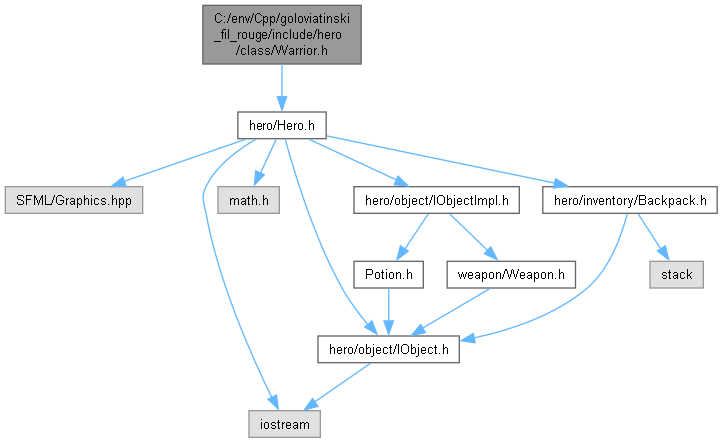 C:/env/Cpp/goloviatinski
_fil_rouge/include/hero
/class/Warrior.h
hero/Hero.h
SFML/Graphics.hpp
math.h
hero/object/IObjectImpl.h
hero/inventory/Backpack.h
Potion.h
weapon/Weapon.h
stack
hero/object/IObject.h
iostream